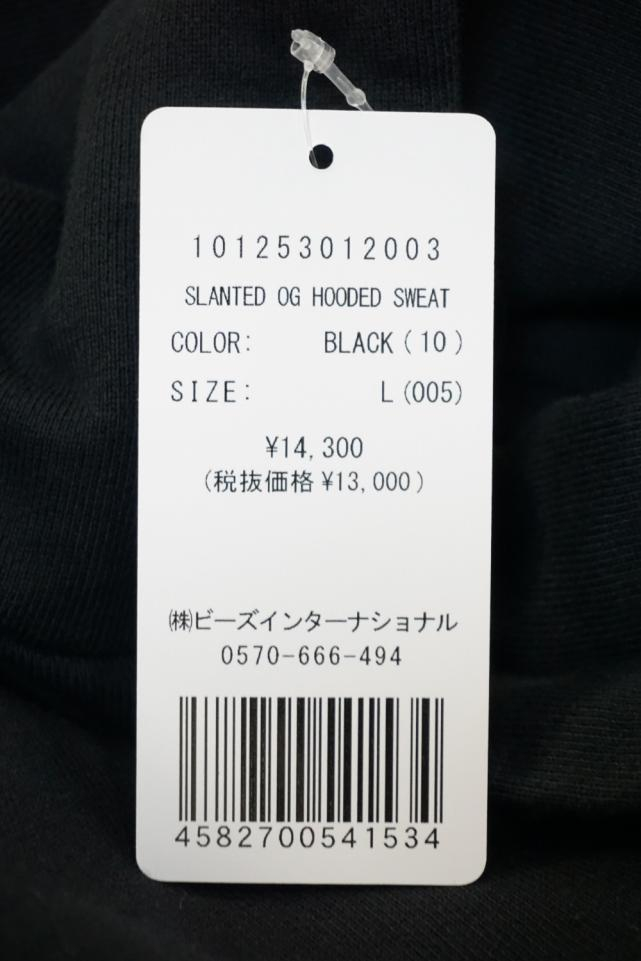 101253012003
SLANTED OG HOODED SWEAT
COLOR: BLACK(10)
SIZE: L(005)
¥14,300
(税抜価格¥13,000)
㈱ビーズインターナショナル
0570-666-494
4582700541534